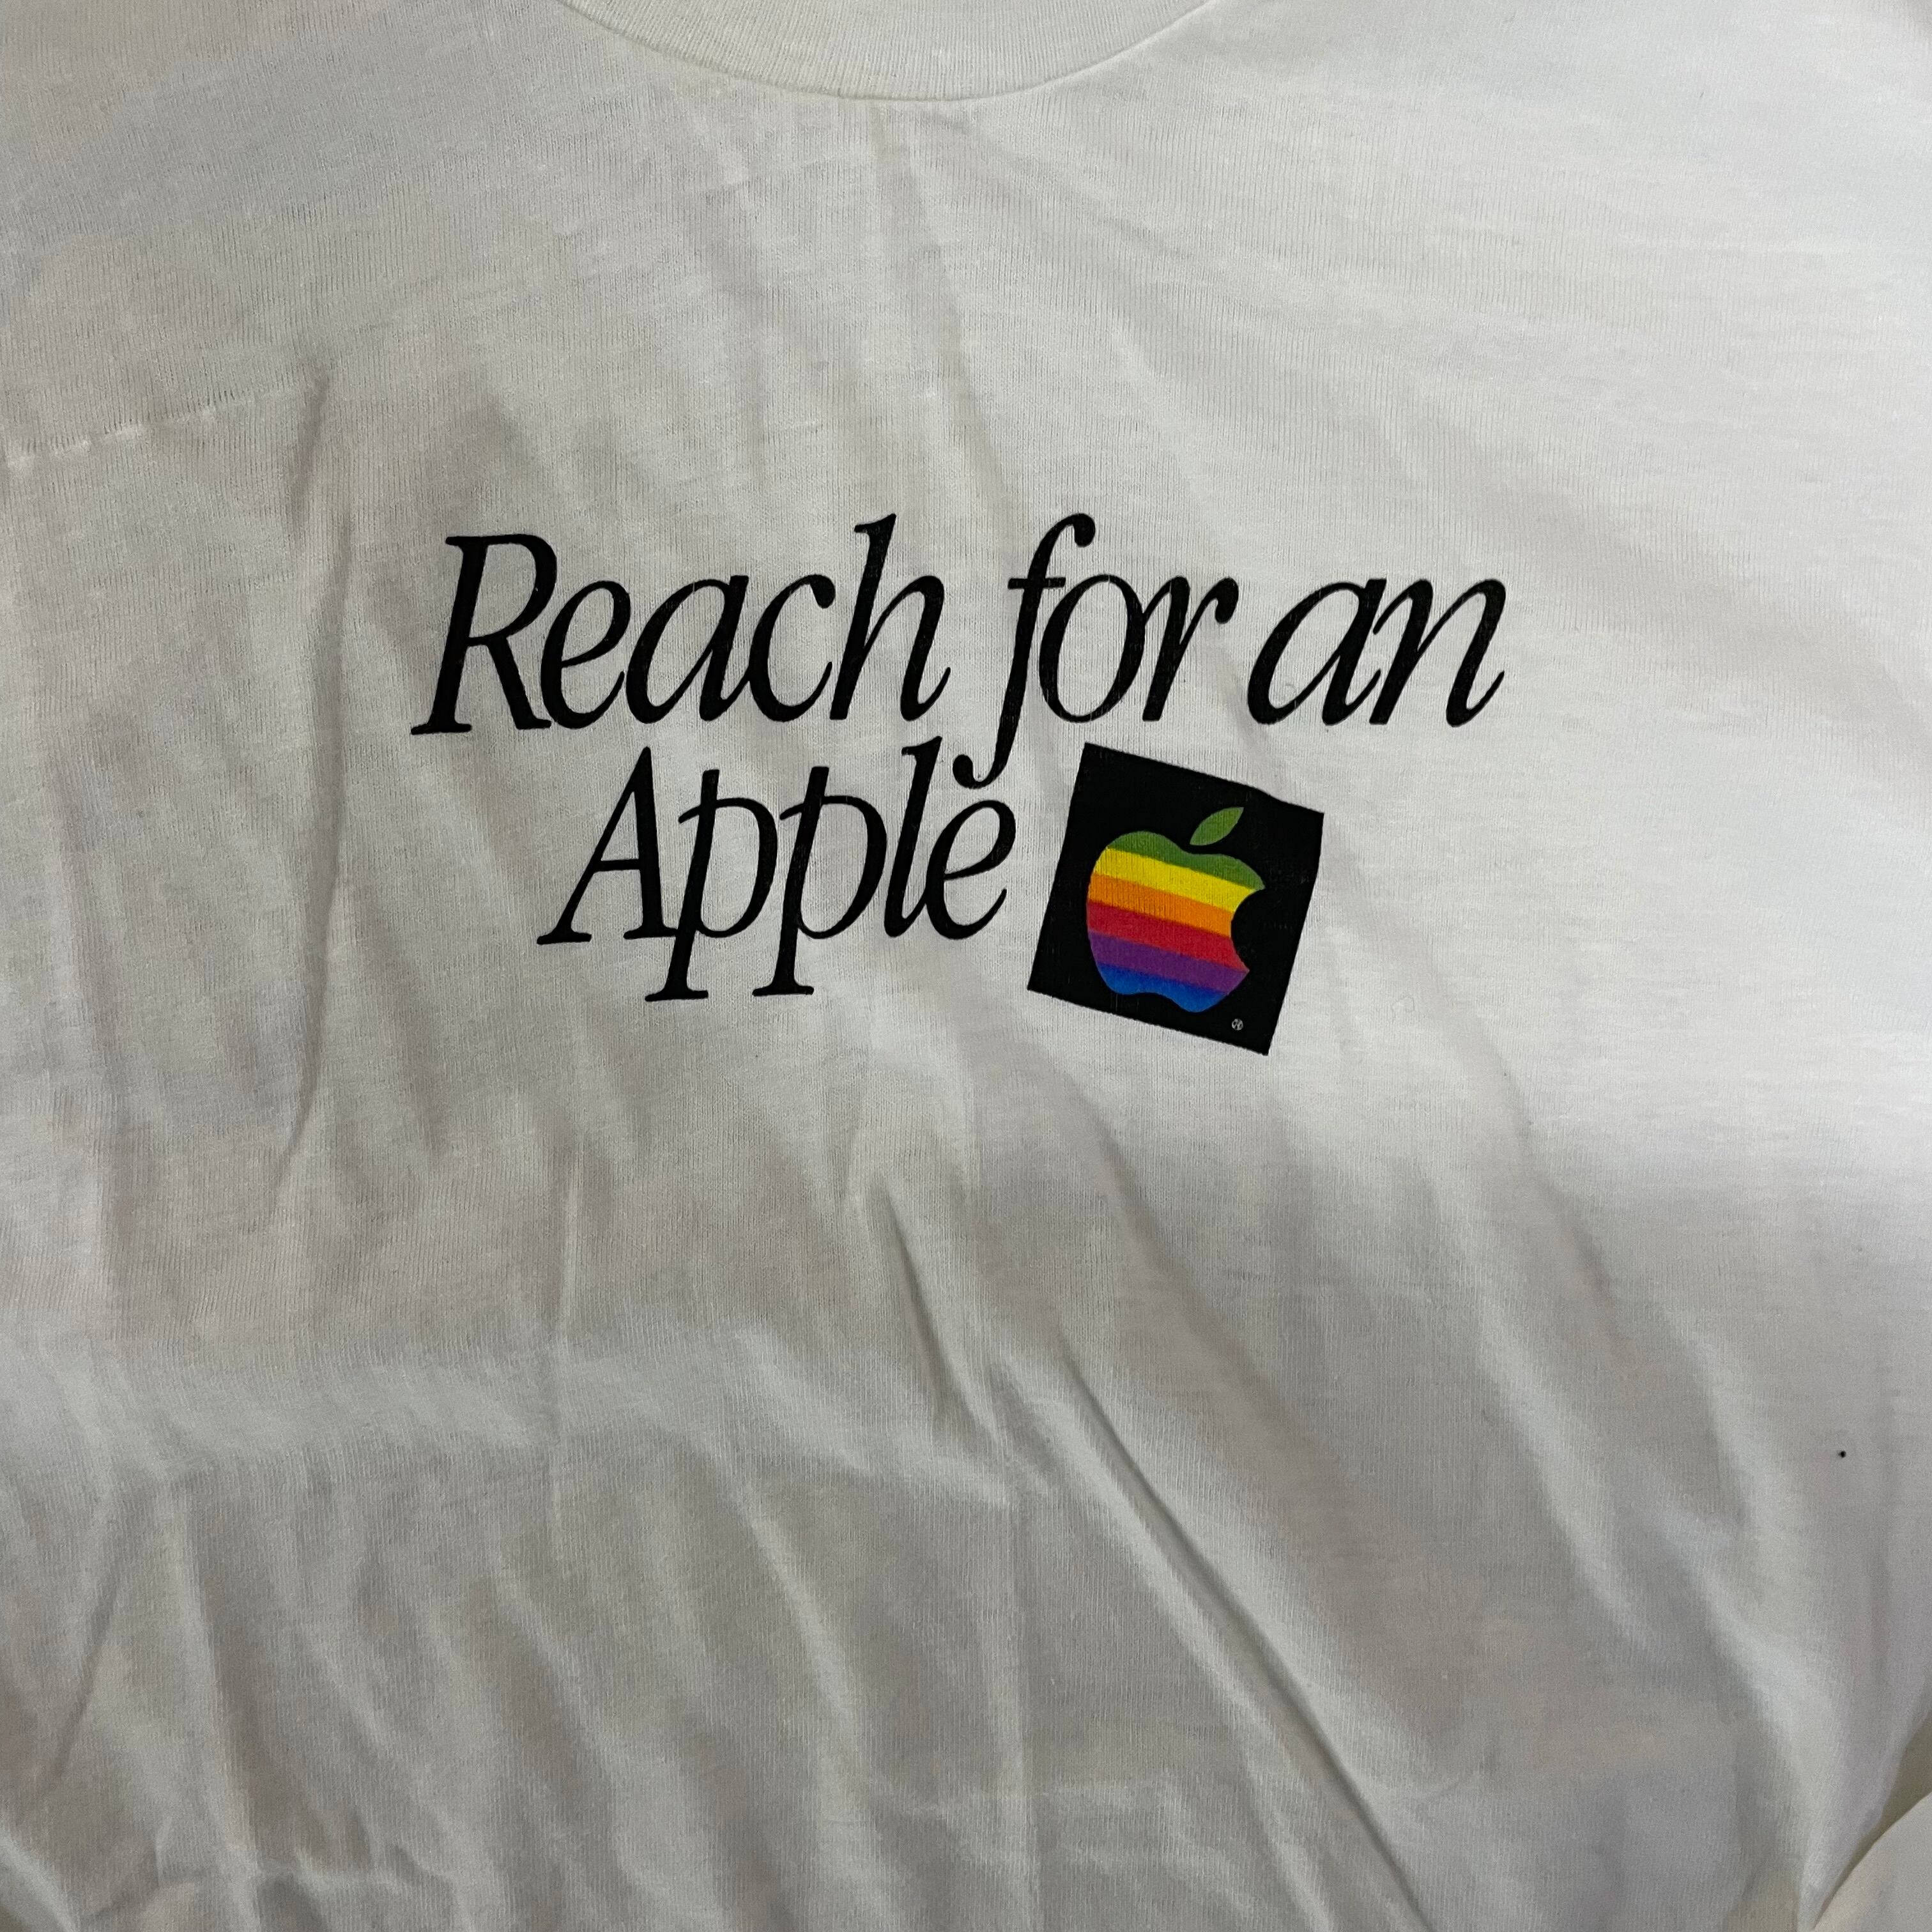 Reach for an
Apple
®